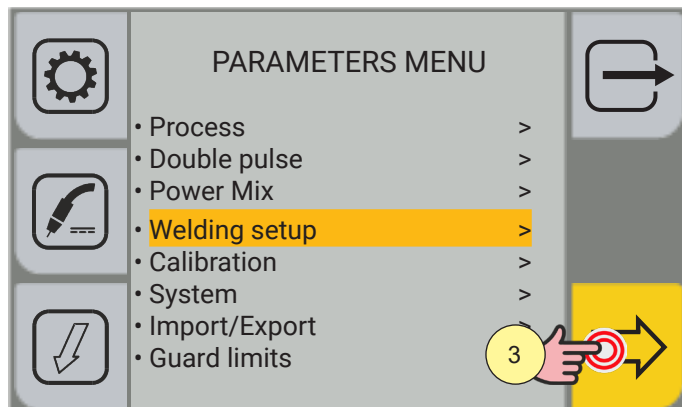 PARAMETERS MENU
• Process >
• Double pulse >
• Power Mix >
• Welding setup >
• Calibration >
• System >
• Import/Export >
• Guard limits
3